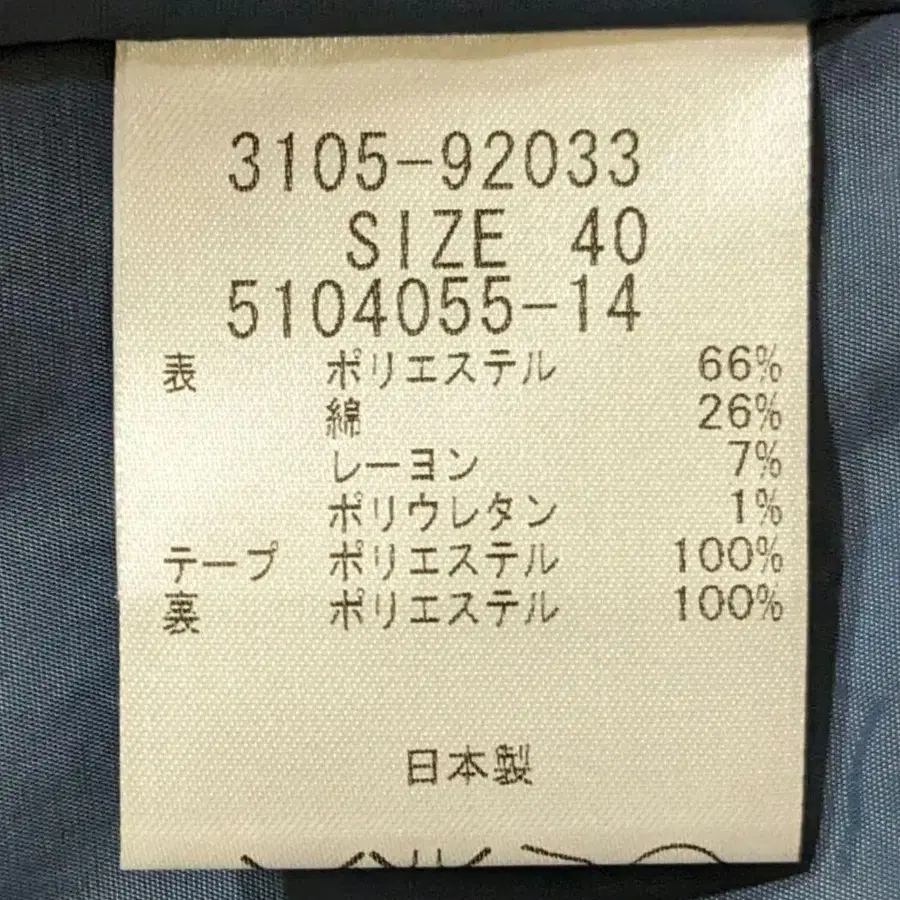 3105-92033
SIZE 40
5104055-14
表 ポリエステル 66%
綿 26%
レーヨン 7%
ポリウレタン 1%
テープ ポリエステル 100%
裏 ポリエステル 100%
日本製